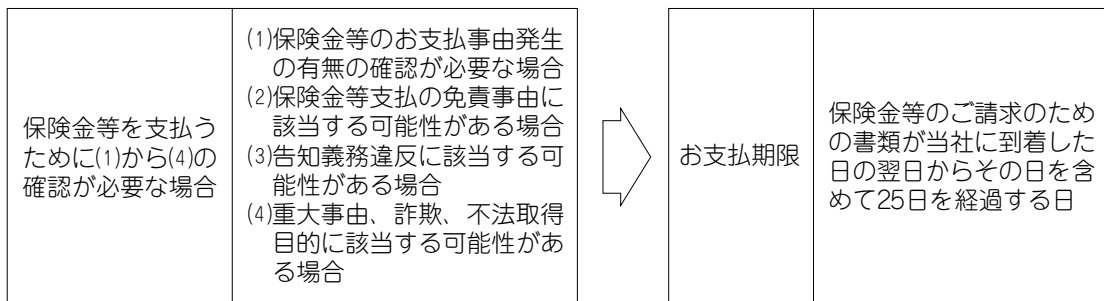 保険金等を支払う
ために⑴から⑷の
確認が必要な場合
⑴保険金等のお支払事由発生
の有無の確認が必要な場合
⑵保険金等支払の免責事由に
該当する可能性がある場合
⑶告知義務違反に該当する可
能性がある場合
⑷重大事由、詐欺、不法取得
目的に該当する可能性があ
る場合
お支払期限
保険金等のご請求のため
の書類が当社に到着した
日の翌日からその日を含
めて25日を経過する日